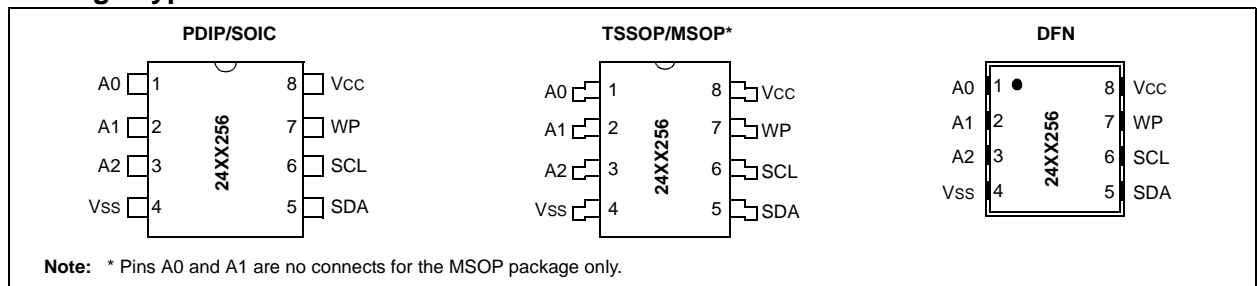 PDIP/SOIC
A0 1
A1 2
A2 3
VSS 4
24XX256
8 VCC
7 WP
6 SCL
5 SDA
TSSOP/MSOP*
A0 1
A1 2
A2 3
VSS 4
24XX256
8 VCC
7 WP
6 SCL
5 SDA
DFN
A0 1
A1 2
A2 3
VSS 4
24XX256
8 VCC
7 WP
6 SCL
5 SDA
Note: * Pins A0 and A1 are no connects for the MSOP package only.